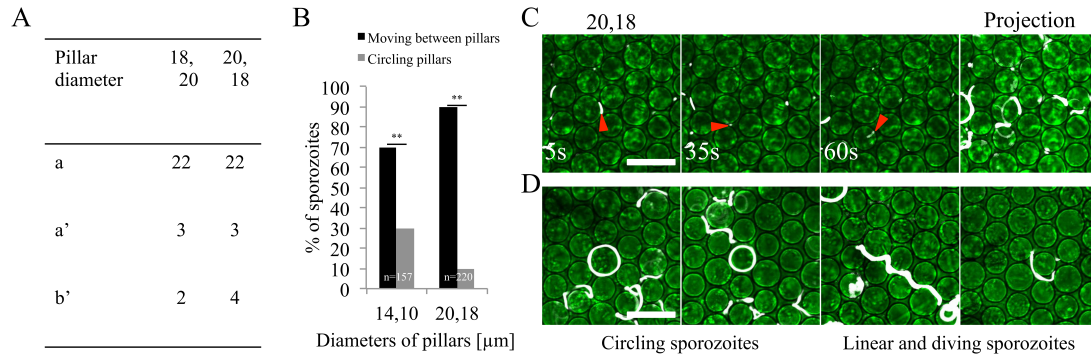 A
Pillar diameter 18, 20 20, 18
a 22 22
a’ 3 3
b’ 2 4
B
Moving between pillars
Circling pillars
**
**
100
90
80
70
60
50
40
30
20
10
0
% of sporozoites
n=157
n=220
14,10
20,18
Diameters of pillars [µm]
C
20,18
Projection
5s
35s
60s
D
Circling sporozoites
Linear and diving sporozoites